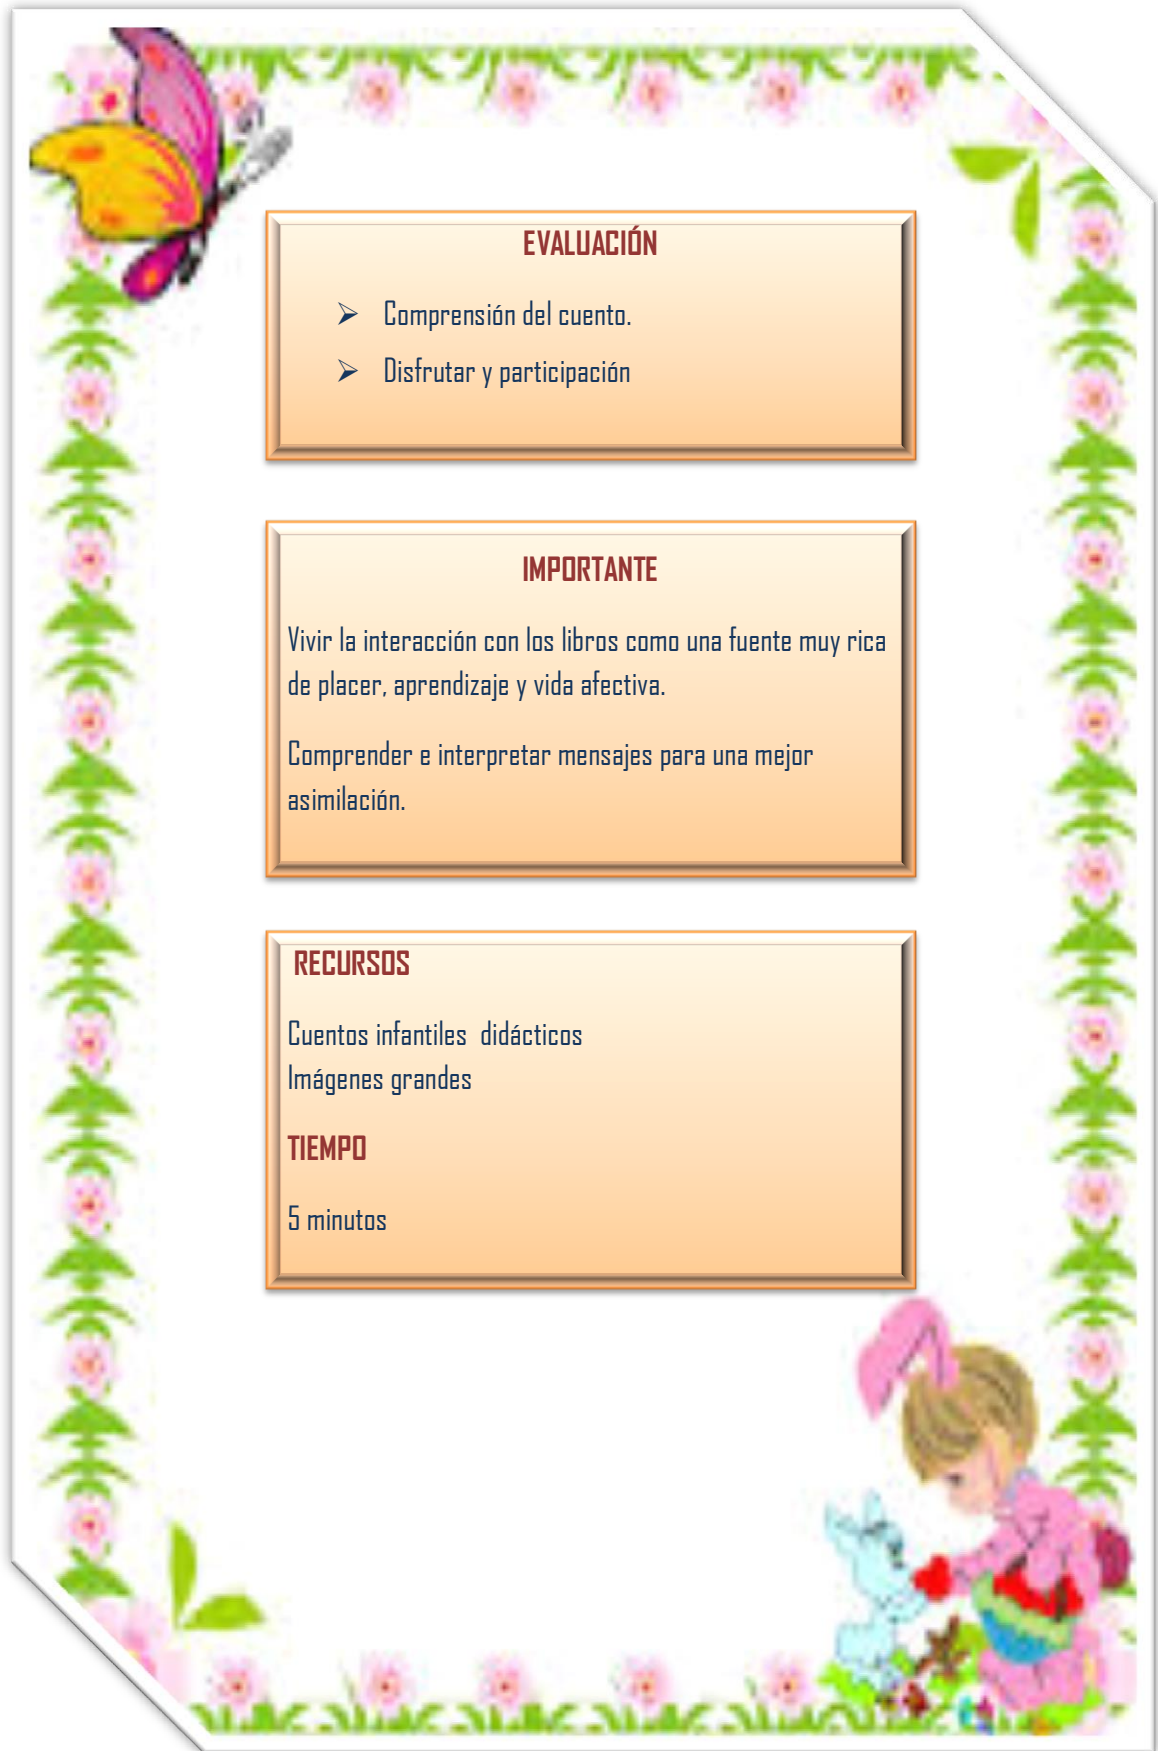 EVALUACIÓN
➢ Comprensión del cuento.
➢ Disfrutar y participación
IMPORTANTE
Vivir la interacción con los libros como una fuente muy rica
de placer, aprendizaje y vida afectiva.
Comprender e interpretar mensajes para una mejor
asimilación.
RECURSOS
Cuentos infantiles  didácticos
Imágenes grandes
TIEMPO
5 minutos